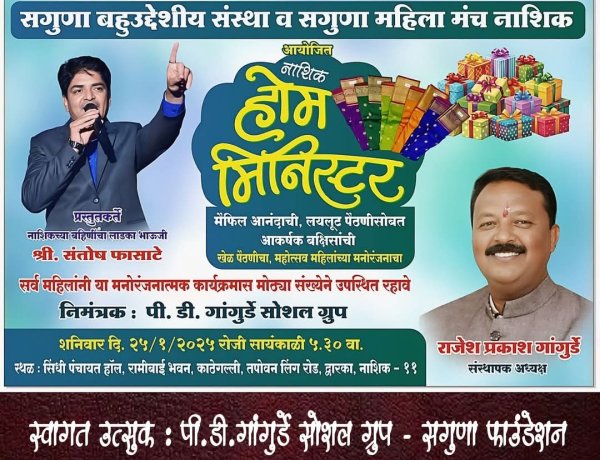 सगुणा बहुउद्देशीय संस्था व सगुणा महिला मंच नाशिक
आयोजित
नाशिक
होम
मिनिस्टर
मैफिल आनंदाची, लयलूट पैठणीसोबत
आकर्षक बक्षिसांची
खेळ पैठणीचा, महोत्सव महिलांच्या मनोरंजनाचा
प्रस्तुतकर्ते
नाशिकच्या बहिणींचा लाडका भाऊजी
श्री. संतोष फासाटे
सर्व महिलांनी या मनोरंजनात्मक कार्यक्रमास मोठ्या संख्येने उपस्थित रहावे
निमंत्रक : पी. डी. गांगुर्डे सोशल ग्रुप
शनिवार दि. २५/१/२०२५ रोजी सायंकाळी ५.३० वा.
स्थळ : सिंधी पंचायत हॉल, रामीबाई भवन, काठेगल्ली, तपोवन लिंग रोड, द्वारका, नाशिक - ११
राजेश प्रकाश गांगुर्डे
संस्थापक अध्यक्ष
स्वागत उत्सुक : पी.डी.गांगुर्डे सोशल ग्रुप - सगुणा फाउंडेशन